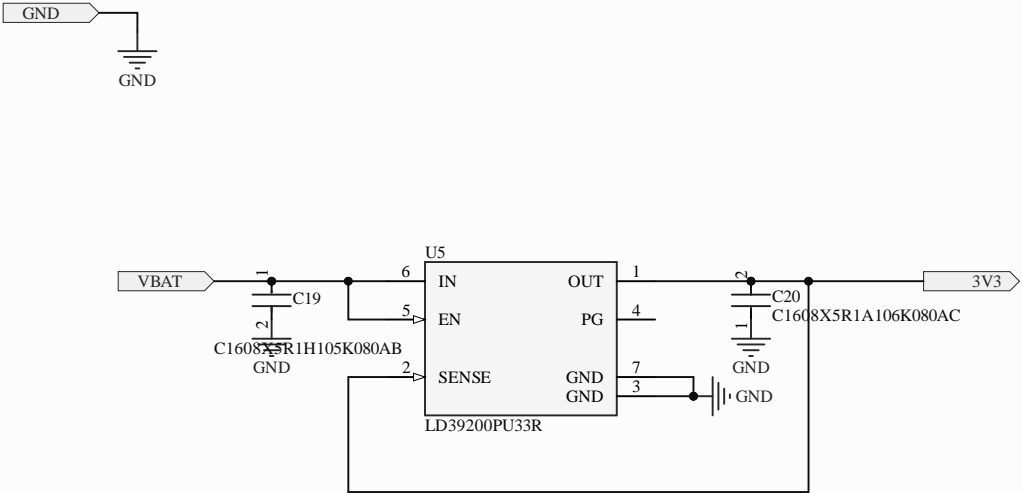 GND
GND
U5
VBAT
1
6
IN
OUT
1
2
3V3
C19
C20
2
5
EN
PG
4
C1608X5R1A106K080AC
1
C1608X5R1H105K080AB
GND
GND
2
SENSE
GND
7
GND
3
GND
LD39200PU33R